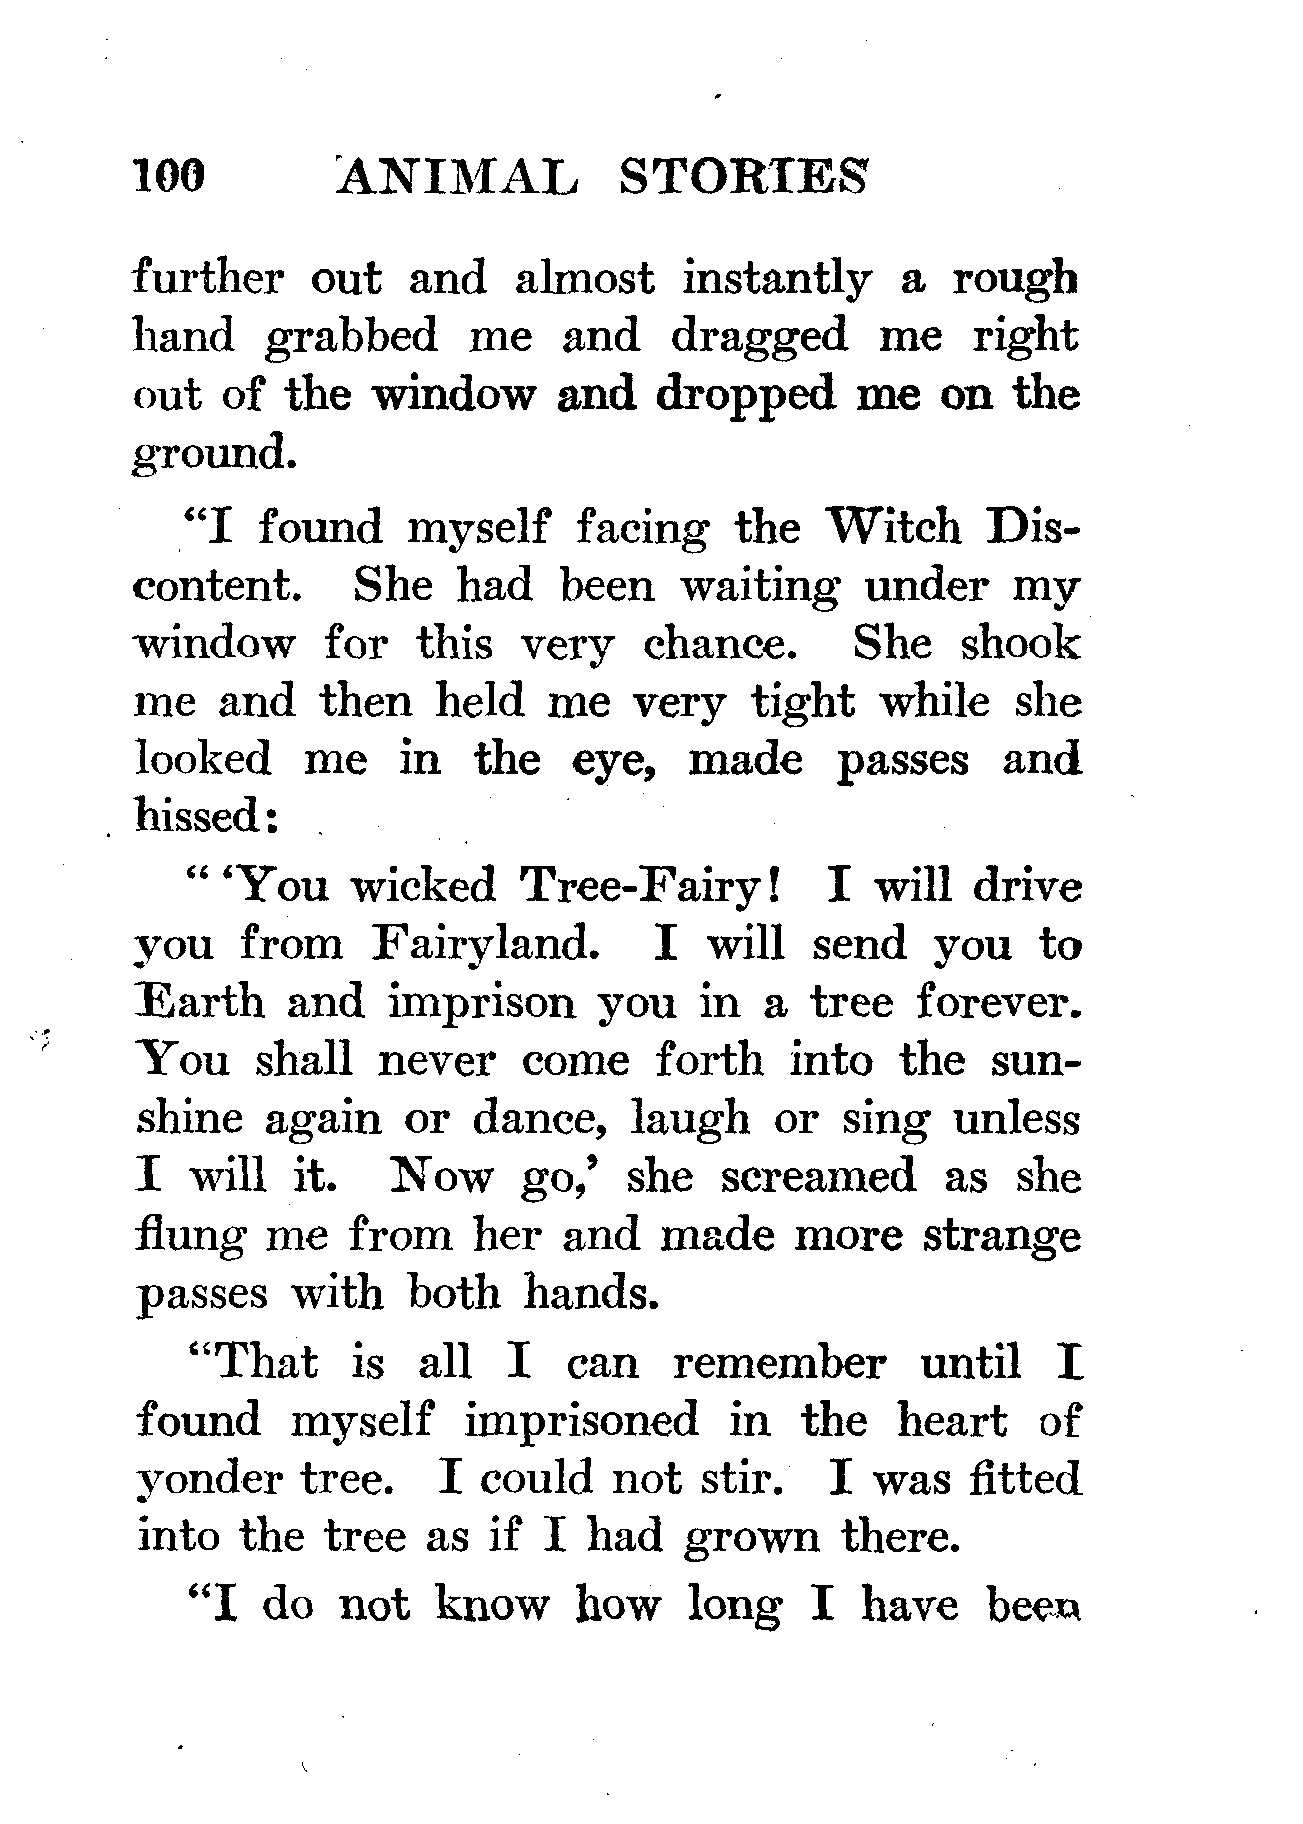 100 ANIMAL STORIES
further out and almost instantly a rough
hand grabbed me and dragged me right
out of the window and dropped me on the
ground.
“I found myself facing the Witch Dis-
content. She had been waiting under my
window for this very chance. She shook
me and then held me very tight while she
looked me in the eye, made passes and
hissed:
“ ‘You wicked Tree-Fairy! I will drive
you from Fairyland. I will send you to
Earth and imprison you in a tree forever.
You shall never come forth into the sun-
shine again or dance, laugh or sing unless
I will it. Now go,’ she screamed as she
flung me from her and made more strange
passes with both hands.
“That is all I can remember until I
found myself imprisoned in the heart of
yonder tree. I could not stir. I was fitted
into the tree as if I had grown there.
“I do not know how long I have been